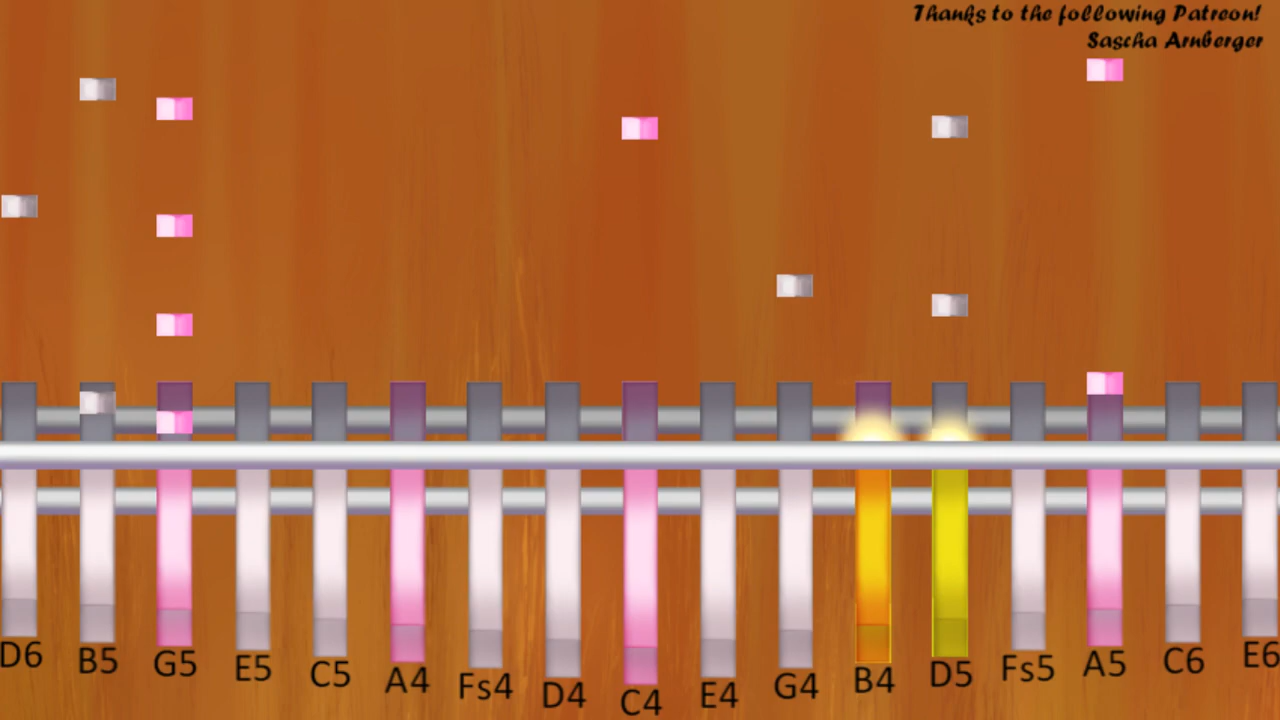 Thanks to the following Patreon!
Sascha Arnberger
D6 B5 G5 E5 C5 A4 Fs4 D4 C4 E4 G4 B4 D5 Fs5 A5 C6 E6